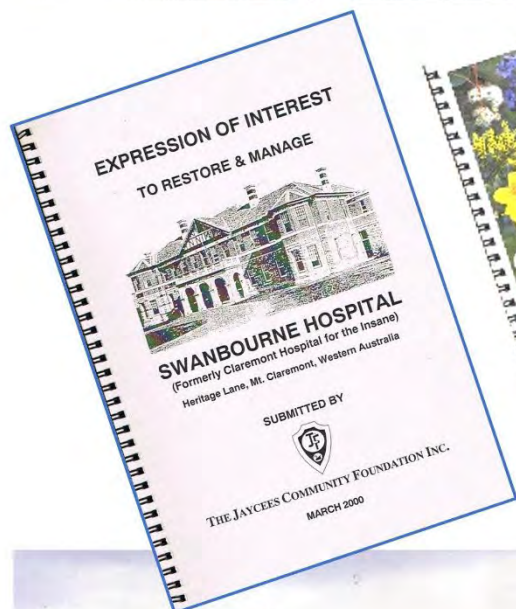 EXPRESSION OF INTEREST
TO RESTORE & MANAGE
SWANBOURNE HOSPITAL
(Formerly Claremont Hospital for the Insane)
Heritage Lane, Mt. Claremont, Western Australia
SUBMITTED BY
THE JAYCEES COMMUNITY FOUNDATION INC.
MARCH 2000